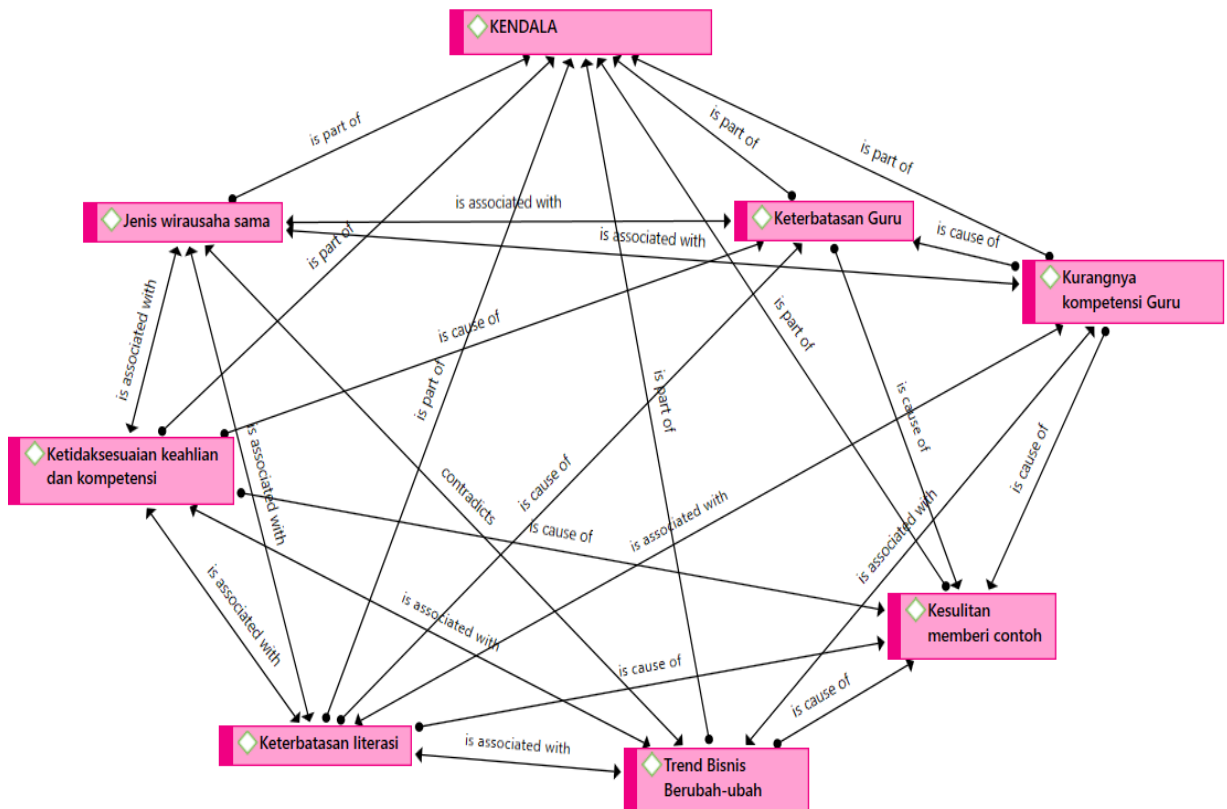 KENDALA
is part of
is part of
is part of
Jenis wirausaha sama
is associated with
Keterbatasan Guru
is associated with
is cause of
is part of
Kurangnya
kompetensi Guru
is associated with
is cause of
is part of
is part of
is part of
is cause of
is cause of
Ketidaksesuaian keahlian
dan kompetensi
is associated with
contradicts
is cause of
is associated with
is cause of
is associated with
is associated with
is associated with
Kesulitan
memberi contoh
is cause of
is cause of
Keterbatasan literasi
is associated with
Trend Bisnis
Berubah-ubah